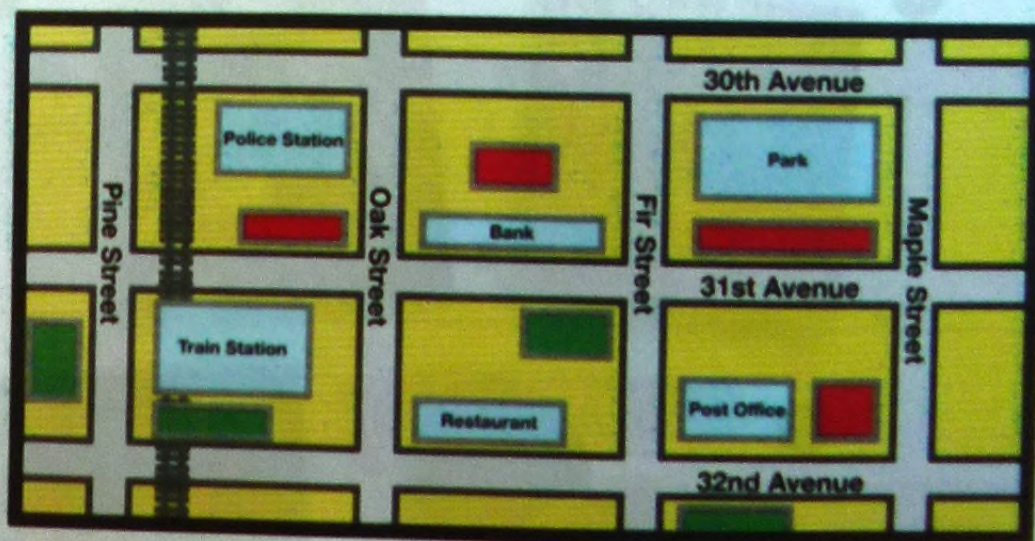 30th Avenue
Police Station
Park
Pine Street
Oak Street
Fir Street
Maple Street
Bank
31st Avenue
Train Station
Restaurant
Post Office
32nd Avenue